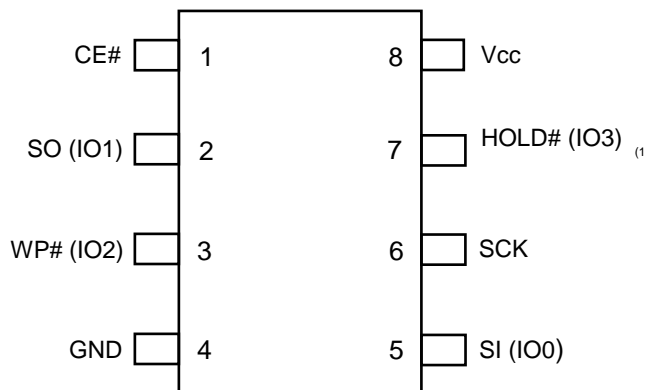 CE# 1 8 Vcc
SO (IO1) 2 7 HOLD# (IO3) (1
WP# (IO2) 3 6 SCK
GND 4 5 SI (IO0)